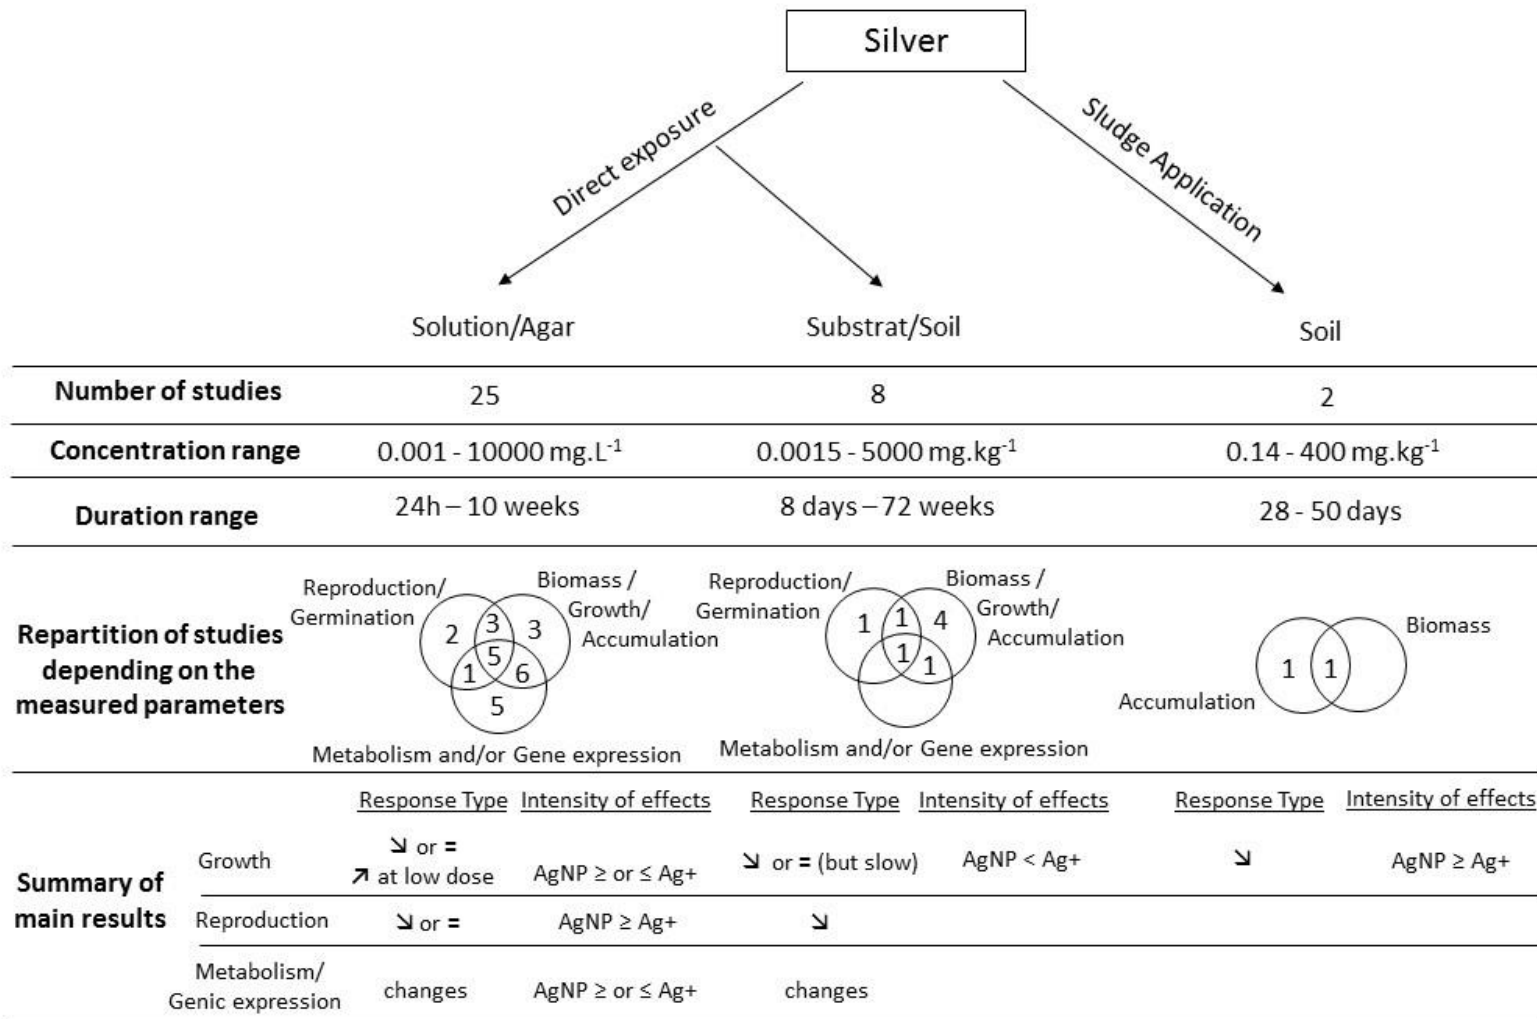 Silver
Direct exposure
Sludge Application
Solution/Agar
Substrat/Soil
Soil
Number of studies
25
8
2
Concentration range
0.001 - 10000 mg.L-1
0.0015 - 5000 mg.kg-1
0.14 - 400 mg.kg-1
Duration range
24h – 10 weeks
8 days – 72 weeks
28 - 50 days
Repartition of studies
depending on the
measured parameters
Reproduction/
Germination
Biomass /
Growth/
Accumulation
2
3
3
5
1
6
5
Metabolism and/or Gene expression
Reproduction/
Germination
Biomass /
Growth/
Accumulation
1
1
4
1
1
Metabolism and/or Gene expression
Biomass
1
1
Accumulation
Summary of
main results
Response Type
Intensity of effects
Response Type
Intensity of effects
Response Type
Intensity of effects
Growth
↘ or =
↗ at low dose
AgNP ≥ or ≤ Ag+
↘ or = (but slow)
AgNP < Ag+
↘
AgNP ≥ Ag+
Reproduction
↘ or =
AgNP ≥ Ag+
↘
Metabolism/
Genic expression
changes
AgNP ≥ or ≤ Ag+
changes